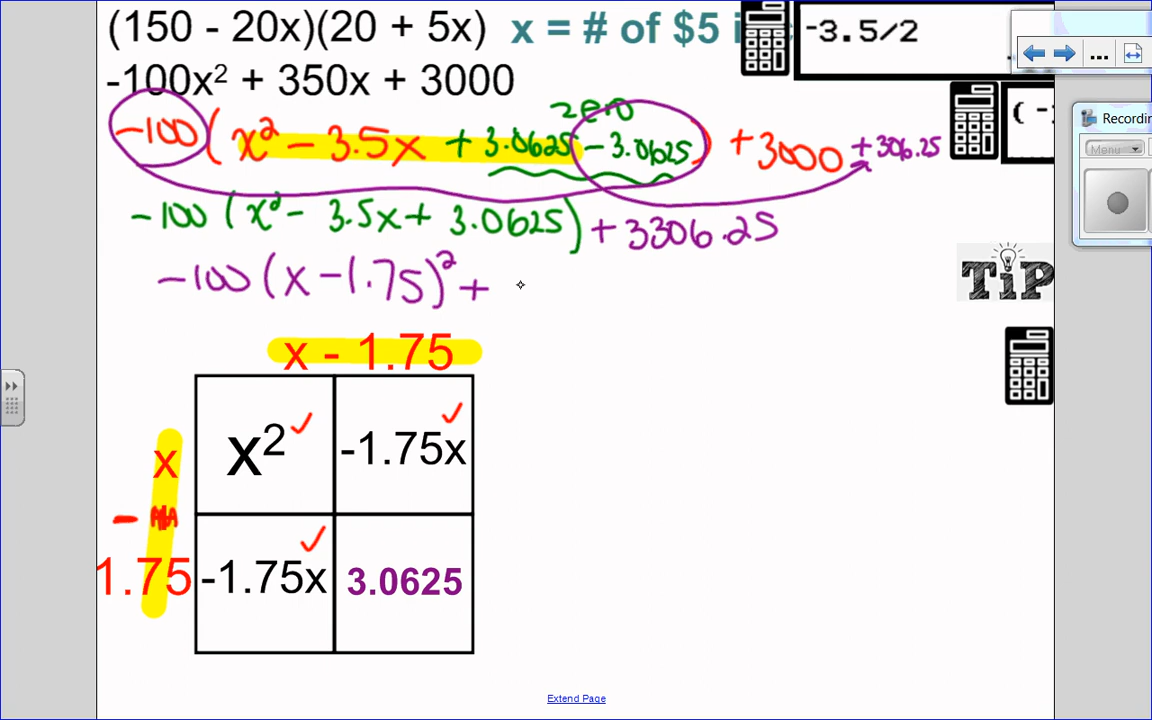 (150 - 20x)(20 + 5x) x = # of $5 i
-3.5/2
...
-100x² + 350x + 3000
zero
-100(x² - 3.5x + 3.0625 - 3.0625) + 3000 + 306.25
( -
Recording
Menu
-100 (x² - 3.5x + 3.0625) + 3306.25
-100 (x - 1.75)² +
TiP
x - 1.75
x² ✓ -1.75x ✓
x
-
1.75 -1.75x ✓ 3.0625
Extend Page